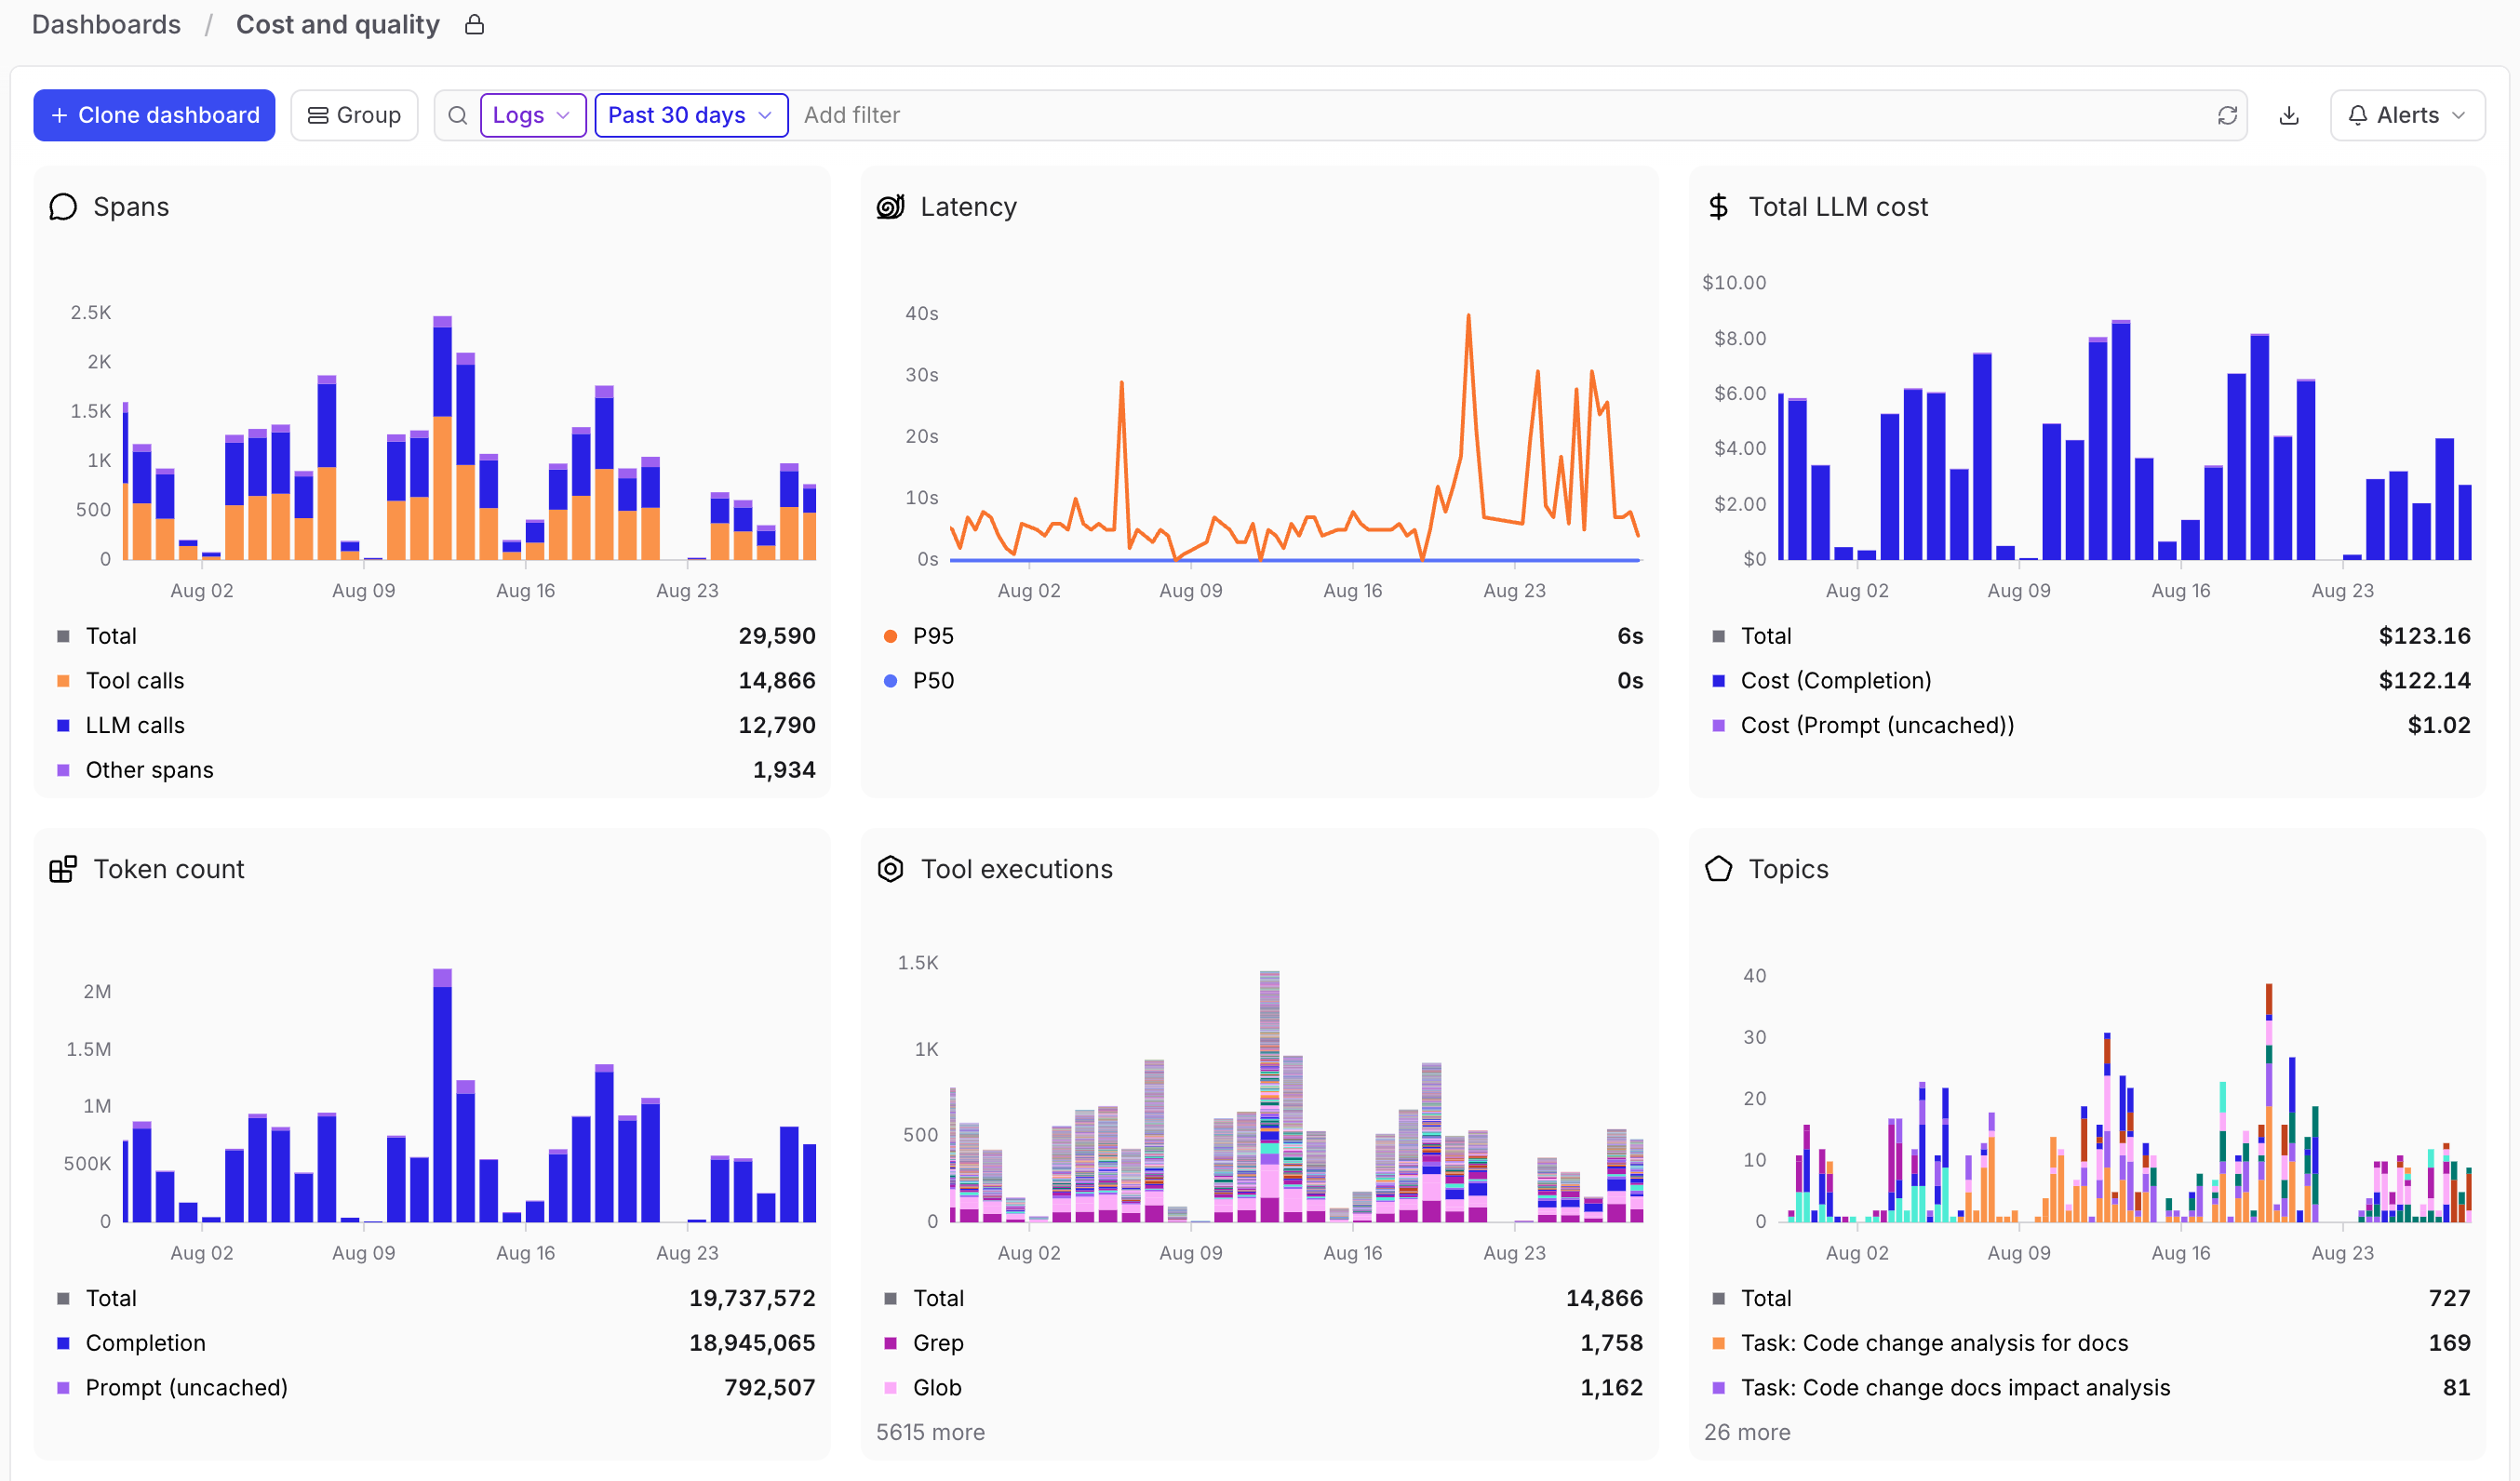 Dashboards / Cost and quality
+ Clone dashboard
Group
Logs
Past 30 days
Add filter
Alerts
Spans
2.5K
2K
1.5K
1K
500
0
Aug 02 Aug 09 Aug 16 Aug 23
Total 29,590
Tool calls 14,866
LLM calls 12,790
Other spans 1,934
Latency
40s
30s
20s
10s
0s
Aug 02 Aug 09 Aug 16 Aug 23
P95 6s
P50 0s
$ Total LLM cost
$10.00
$8.00
$6.00
$4.00
$2.00
$0
Aug 02 Aug 09 Aug 16 Aug 23
Total $123.16
Cost (Completion) $122.14
Cost (Prompt (uncached)) $1.02
Token count
2M
1.5M
1M
500K
0
Aug 02 Aug 09 Aug 16 Aug 23
Total 19,737,572
Completion 18,945,065
Prompt (uncached) 792,507
Tool executions
1.5K
1K
500
0
Aug 02 Aug 09 Aug 16 Aug 23
Total 14,866
Grep 1,758
Glob 1,162
5615 more
Topics
40
30
20
10
0
Aug 02 Aug 09 Aug 16 Aug 23
Total 727
Task: Code change analysis for docs 169
Task: Code change docs impact analysis 81
26 more